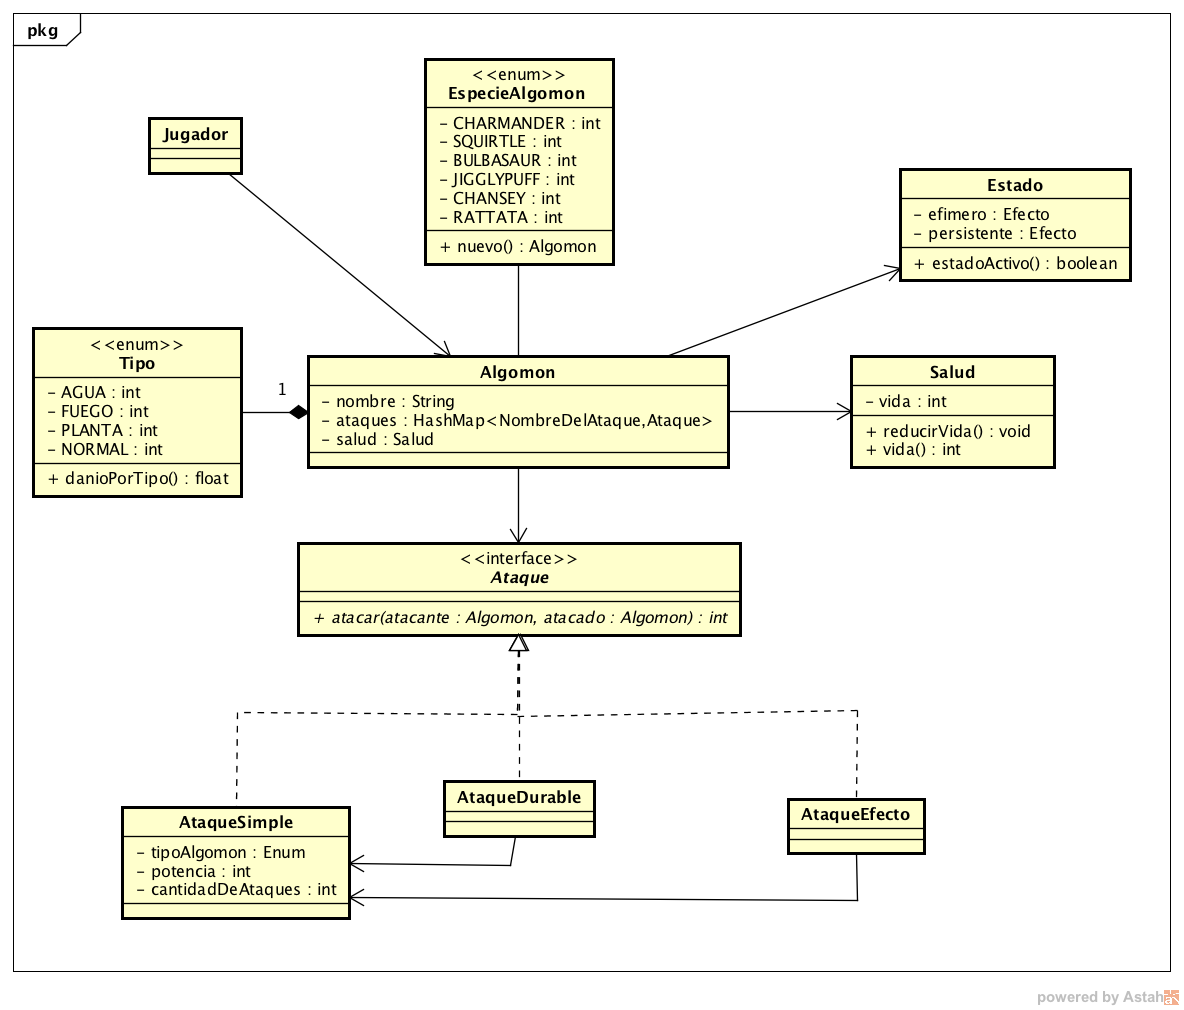 pkg
<<enum>>
EspecieAlgomon
- CHARMANDER : int
- SQUIRTLE : int
- BULBASAUR : int
- JIGGLYPUFF : int
- CHANSEY : int
- RATTATA : int
+ nuevo() : Algomon
Jugador
Estado
- efimero : Efecto
- persistente : Efecto
+ estadoActivo() : boolean
<<enum>>
Tipo
- AGUA : int
- FUEGO : int
- PLANTA : int
- NORMAL : int
+ danioPorTipo() : float
1
Algomon
- nombre : String
- ataques : HashMap<NombreDelAtaque,Ataque>
- salud : Salud
Salud
- vida : int
+ reducirVida() : void
+ vida() : int
<<interface>>
Ataque
+ atacar(atacante : Algomon, atacado : Algomon) : int
AtaqueSimple
- tipoAlgomon : Enum
- potencia : int
- cantidadDeAtaques : int
AtaqueDurable
AtaqueEfecto
powered by Astah